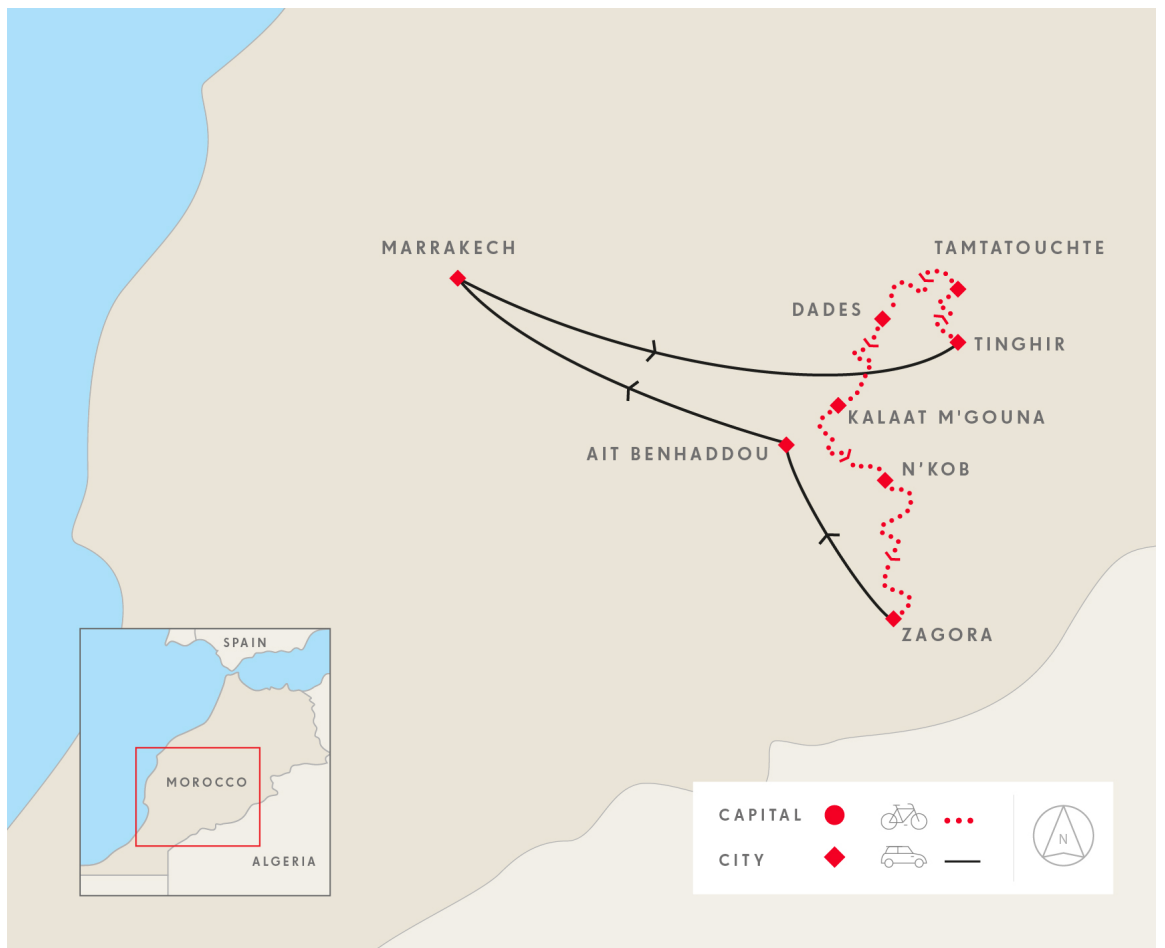 MARRAKECH
TAMTATOUCHTE
DADES
TINGHIR
KALAAT M'GOUNA
AIT BENHADDOU
N'KOB
ZAGORA
SPAIN
MOROCCO
ALGERIA
CAPITAL
CITY
N